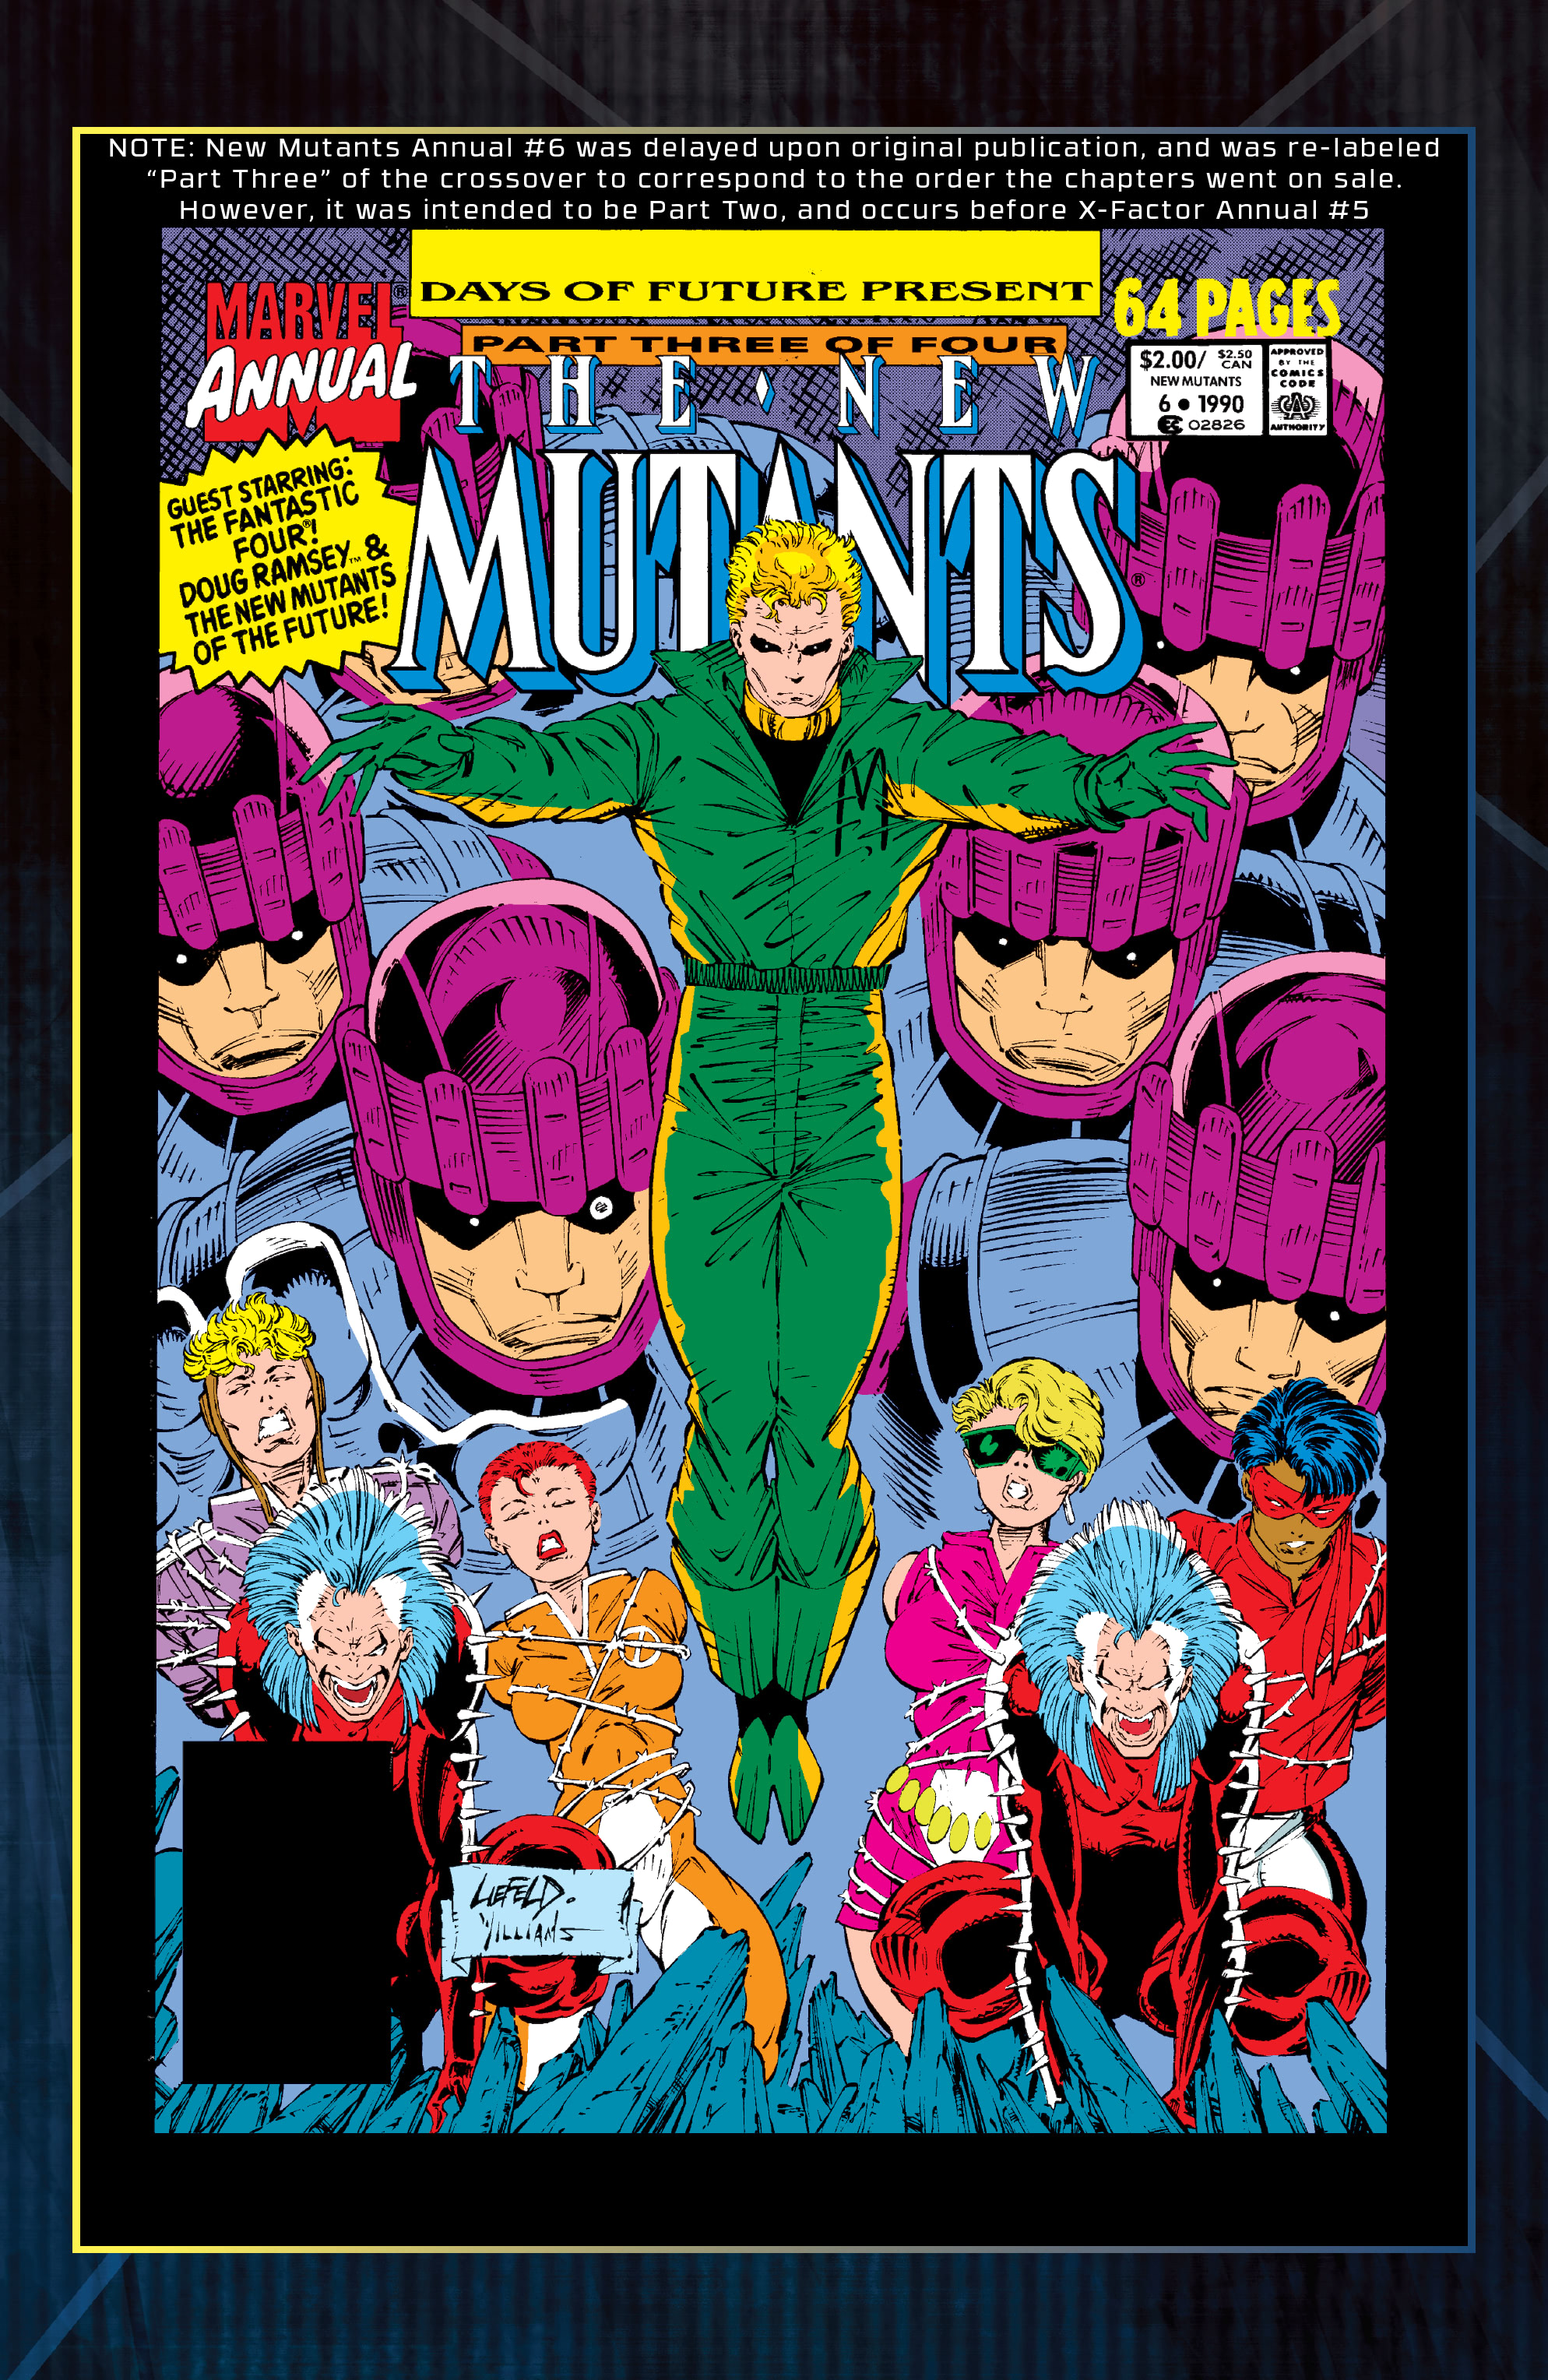 NOTE: New Mutants Annual #6 was delayed upon original publication, and was re-labeled
“Part Three” of the crossover to correspond to the order the chapters went on sale.
However, it was intended to be Part Two, and occurs before X-Factor Annual #5
DAYS OF FUTURE PRESENT
PART THREE OF FOUR
MARVEL®
ANNUAL
64 PAGES
$2.00/ $2.50 CAN
NEW MUTANTS
6 • 1990
02826
APPROVED
BY THE
COMICS
CODE
CA
AUTHORITY
THE • NEW
MUTANTS®
GUEST STARRING:
THE FANTASTIC
FOUR®!
DOUG RAMSEY™ &
THE NEW MUTANTS
OF THE FUTURE!
M
LIEFELD.
WILLIAMS